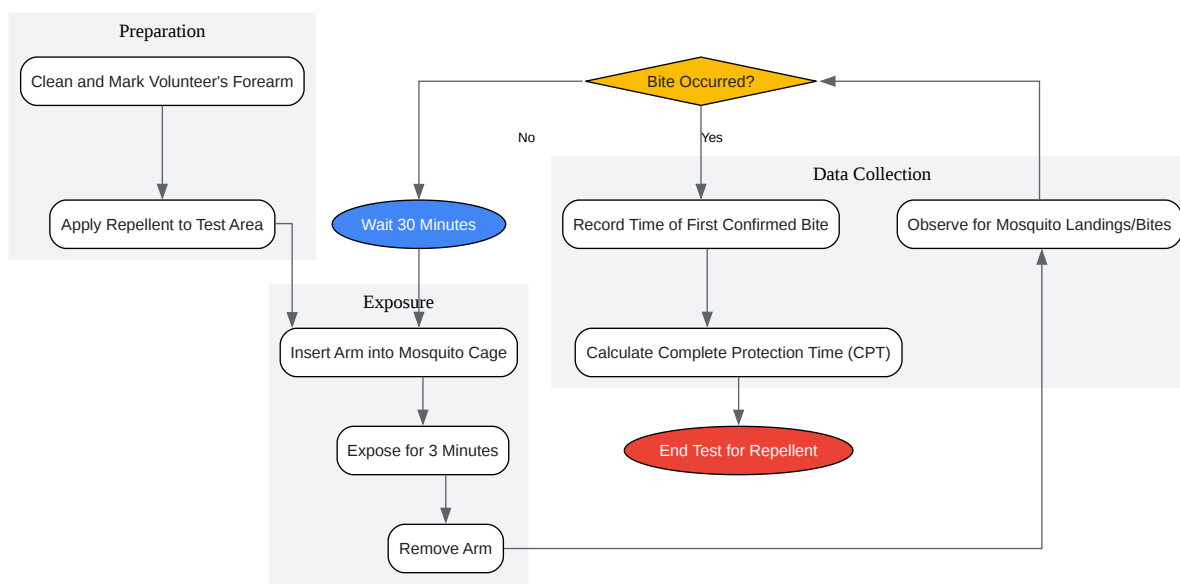 Preparation
Clean and Mark Volunteer's Forearm
Apply Repellent to Test Area
Bite Occurred?
No
Yes
Wait 30 Minutes
Exposure
Insert Arm into Mosquito Cage
Expose for 3 Minutes
Remove Arm
Data Collection
Record Time of First Confirmed Bite
Observe for Mosquito Landings/Bites
Calculate Complete Protection Time (CPT)
End Test for Repellent